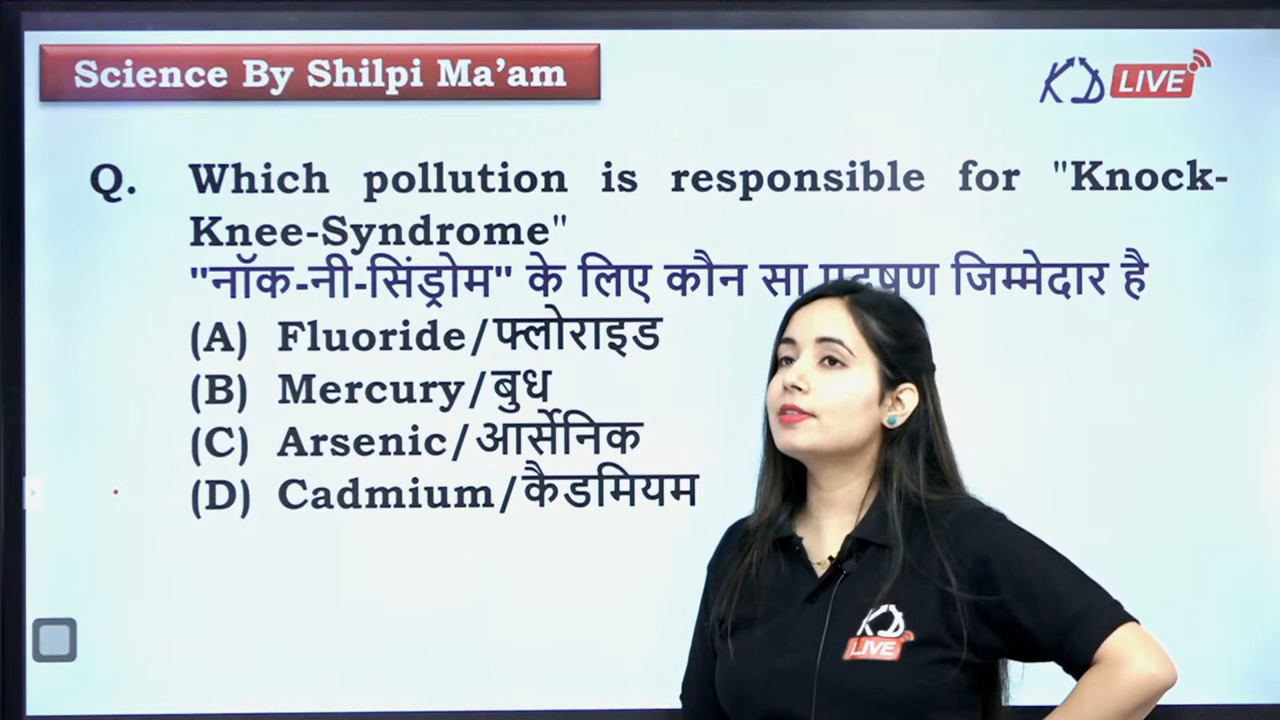 Science By Shilpi Ma’am
KD LIVE
Q. Which pollution is responsible for "Knock-
Knee-Syndrome"
"नॉक-नी-सिंड्रोम" के लिए कौन सा जिम्मेदार है
(A) Fluoride/फ्लोराइड
(B) Mercury/बुध
(C) Arsenic/आर्सेनिक
(D) Cadmium/कैडमियम
KD
LIVE